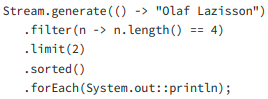 Stream.generate(() -> "Olaf Lazisson")
.filter(n -> n.length() == 4)
.limit(2)
.sorted()
.forEach(System.out::println);